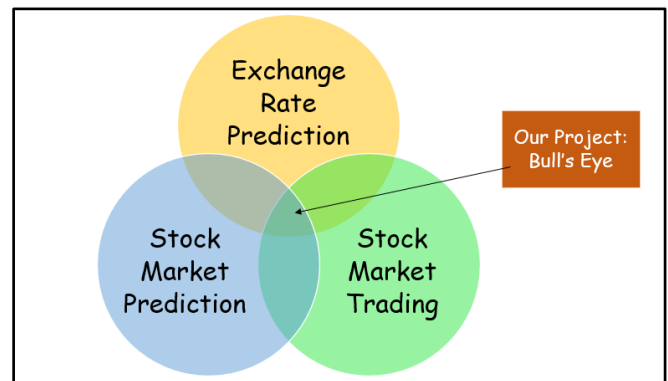 Exchange
Rate
Prediction
Our Project:
Bull's Eye
Stock
Market
Prediction
Stock
Market
Trading